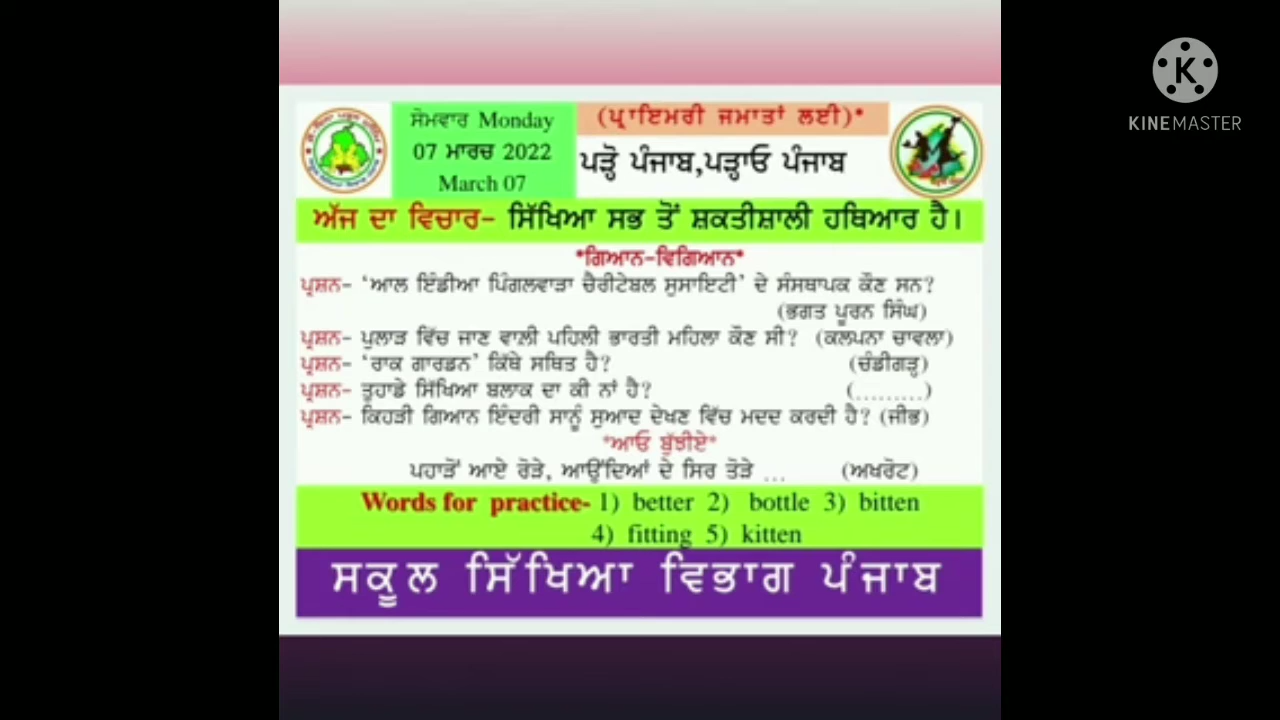 ਸੋਮਵਾਰ Monday
07 ਮਾਰਚ 2022
March 07
(ਪ੍ਰਾਇਮਰੀ ਜਮਾਤਾਂ ਲਈ)*
ਪੜ੍ਹੋ ਪੰਜਾਬ,ਪੜ੍ਹਾਓ ਪੰਜਾਬ
ਅੱਜ ਦਾ ਵਿਚਾਰ- ਸਿੱਖਿਆ ਸਭ ਤੋਂ ਸ਼ਕਤੀਸ਼ਾਲੀ ਹਥਿਆਰ ਹੈ।
*ਗਿਆਨ-ਵਿਗਿਆਨ*
ਪ੍ਰਸ਼ਨ- ‘ਆਲ ਇੰਡੀਆ ਪਿੰਗਲਵਾੜਾ ਚੈਰੀਟੇਬਲ ਸੁਸਾਇਟੀ’ ਦੇ ਸੰਸਥਾਪਕ ਕੌਣ ਸਨ?
(ਭਗਤ ਪੂਰਨ ਸਿੰਘ)
ਪ੍ਰਸ਼ਨ- ਪੁਲਾੜ ਵਿੱਚ ਜਾਣ ਵਾਲੀ ਪਹਿਲੀ ਭਾਰਤੀ ਮਹਿਲਾ ਕੌਣ ਸੀ? (ਕਲਪਨਾ ਚਾਵਲਾ)
ਪ੍ਰਸ਼ਨ- ‘ਰਾਕ ਗਾਰਡਨ’ ਕਿੱਥੇ ਸਥਿਤ ਹੈ? (ਚੰਡੀਗੜ੍ਹ)
ਪ੍ਰਸ਼ਨ- ਤੁਹਾਡੇ ਸਿੱਖਿਆ ਬਲਾਕ ਦਾ ਕੀ ਨਾਂ ਹੈ? (.........)
ਪ੍ਰਸ਼ਨ- ਕਿਹੜੀ ਗਿਆਨ ਇੰਦਰੀ ਸਾਨੂੰ ਸੁਆਦ ਦੇਖਣ ਵਿੱਚ ਮਦਦ ਕਰਦੀ ਹੈ? (ਜੀਭ)
*ਆਓ ਬੁੱਝੀਏ*
ਪਹਾੜੋਂ ਆਏ ਰੋੜੇ, ਆਉਂਦਿਆਂ ਦੇ ਸਿਰ ਤੋੜੇ ... (ਅਖਰੋਟ)
Words for practice- 1) better 2) bottle 3) bitten
4) fitting 5) kitten
ਸਕੂਲ ਸਿੱਖਿਆ ਵਿਭਾਗ ਪੰਜਾਬ
K
KINEMASTER